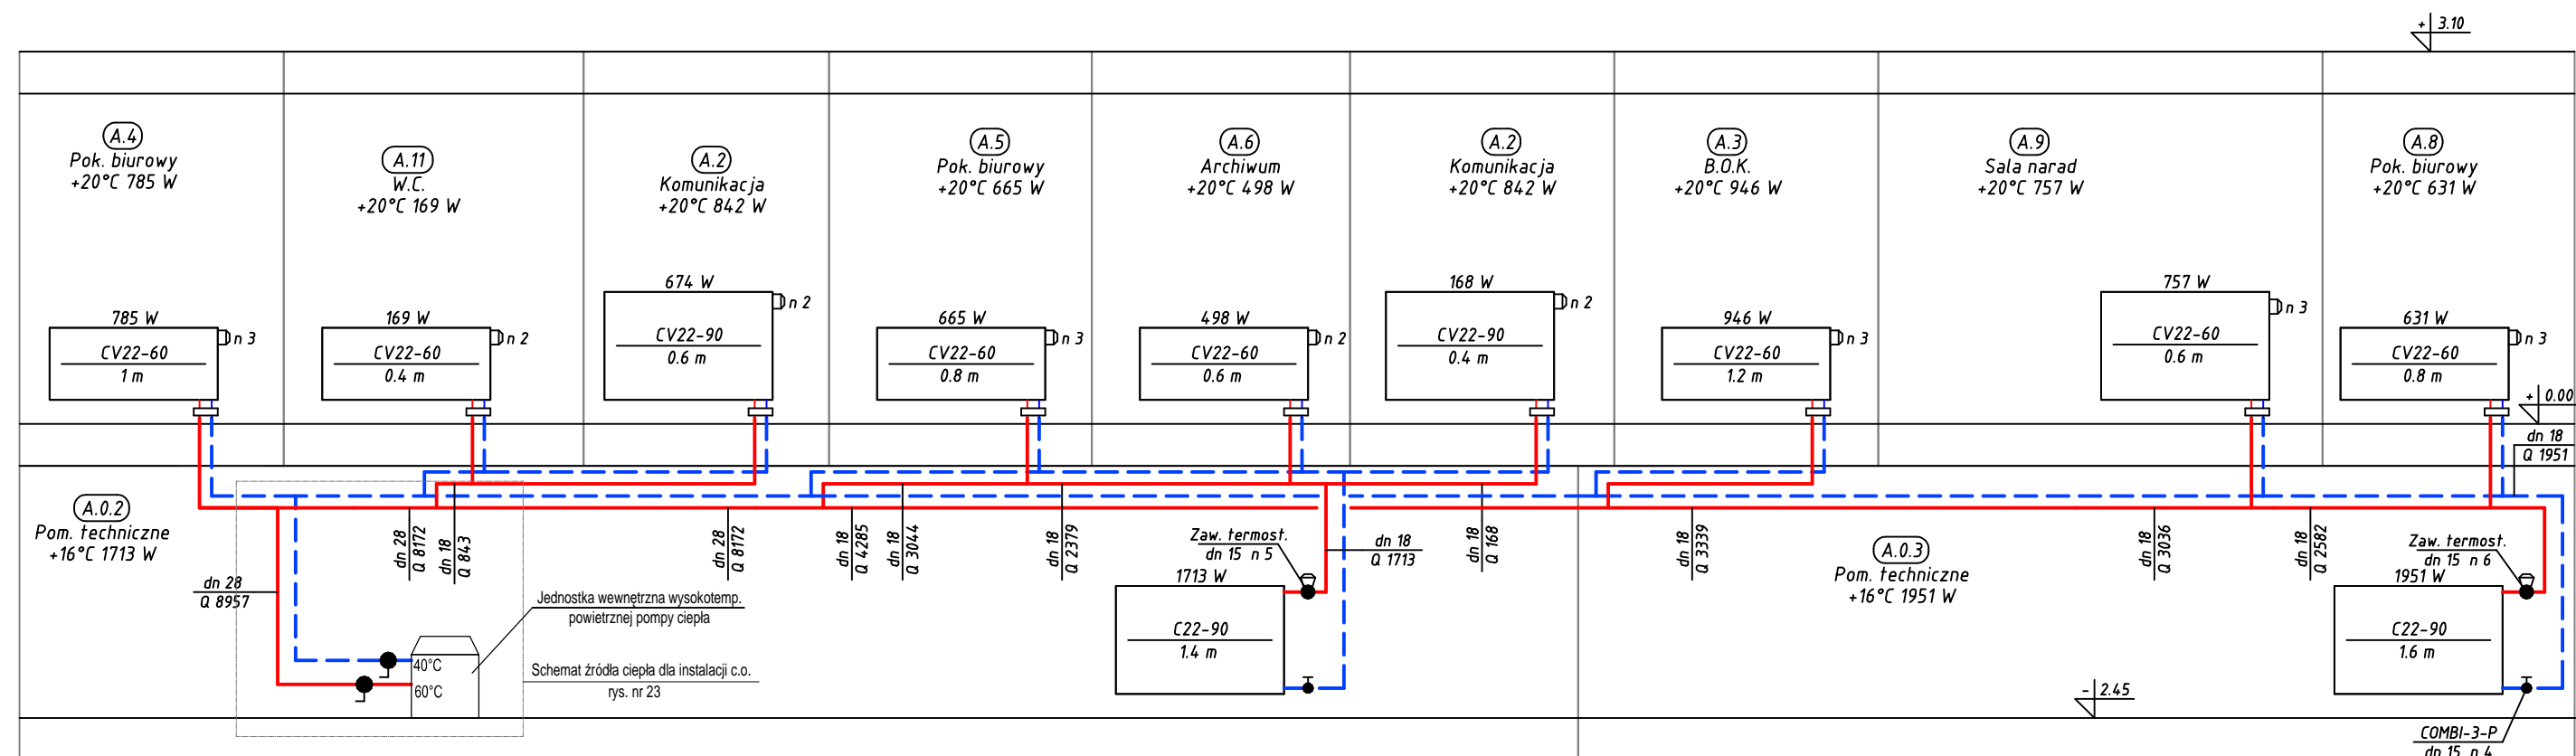 + 3.10
A.4
Pok. biurowy
+20°C 785 W
A.11
W.C.
+20°C 169 W
A.2
Komunikacja
+20°C 842 W
A.5
Pok. biurowy
+20°C 665 W
A.6
Archiwum
+20°C 498 W
A.2
Komunikacja
+20°C 842 W
A.3
B.O.K.
+20°C 946 W
A.9
Sala narad
+20°C 757 W
A.8
Pok. biurowy
+20°C 631 W
785 W
n 3
CV22-60
1 m
169 W
n 2
CV22-60
0.4 m
674 W
n 2
CV22-90
0.6 m
665 W
n 3
CV22-60
0.8 m
498 W
n 2
CV22-60
0.6 m
168 W
n 2
CV22-90
0.4 m
946 W
n 3
CV22-60
1.2 m
757 W
n 3
CV22-60
0.6 m
631 W
n 3
CV22-60
0.8 m
+ 0.00
dn 18
Q 1951
A.0.2
Pom. techniczne
+16°C 1713 W
dn 28
Q 8957
dn 28
Q 8172
dn 18
Q 843
dn 28
Q 8172
dn 18
Q 4285
dn 18
Q 3044
dn 18
Q 2379
Zaw. termost.
dn 15 n 5
dn 18
Q 1713
dn 18
Q 168
dn 18
Q 3339
A.0.3
Pom. techniczne
+16°C 1951 W
dn 18
Q 3036
dn 18
Q 2582
Zaw. termost.
dn 15 n 6
1713 W
C22-90
1.4 m
1951 W
C22-90
1.6 m
Jednostka wewnętrzna wysokotemp.
powietrznej pompy ciepła
40°C
60°C
Schemat źródła ciepła dla instalacji c.o.
rys. nr 23
- 2.45
COMBI-3-P
dn 15 n 4